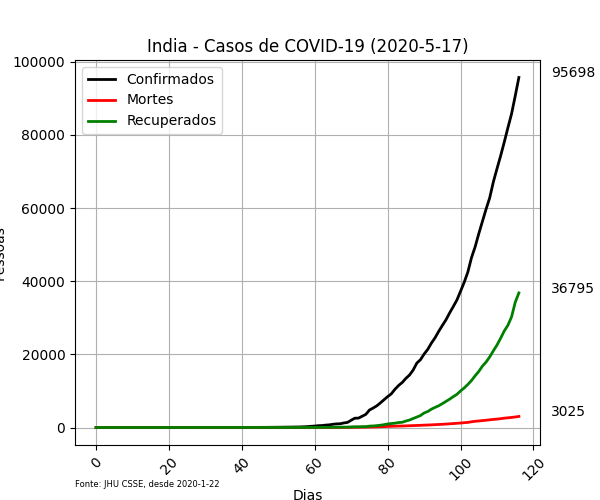 India - Casos de COVID-19 (2020-5-17)
Confirmados
Mortes
Recuperados
100000
80000
60000
40000
20000
0
95698
36795
3025
0
20
40
60
80
100
120
Dias
Fonte: JHU CSSE, desde 2020-1-22